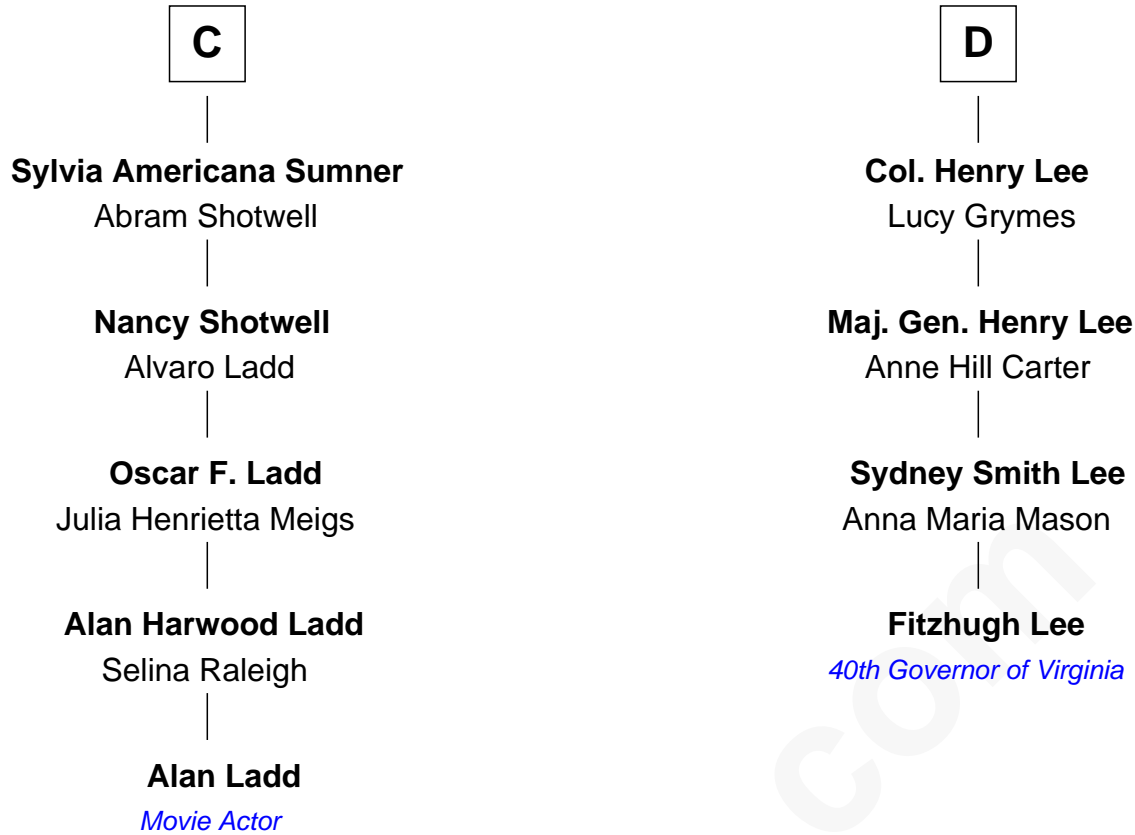 C
Sylvia Americana Sumner
Abram Shotwell
Nancy Shotwell
Alvaro Ladd
Oscar F. Ladd
Julia Henrietta Meigs
Alan Harwood Ladd
Selina Raleigh
Alan Ladd
Movie Actor
D
Col. Henry Lee
Lucy Grymes
Maj. Gen. Henry Lee
Anne Hill Carter
Sydney Smith Lee
Anna Maria Mason
Fitzhugh Lee
40th Governor of Virginia
com